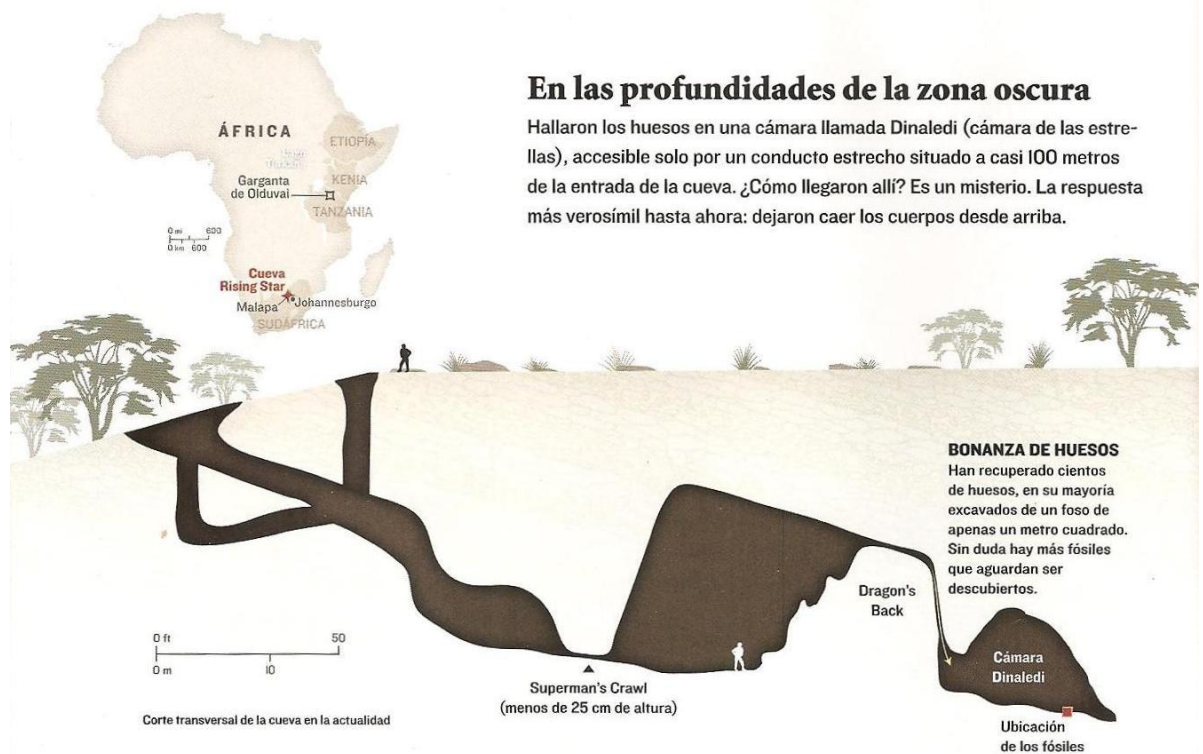 En las profundidades de la zona oscura
Hallaron los huesos en una cámara llamada Dinaledi (cámara de las estre-
llas), accesible solo por un conducto estrecho situado a casi 100 metros
de la entrada de la cueva. ¿Cómo llegaron allí? Es un misterio. La respuesta
más verosímil hasta ahora: dejaron caer los cuerpos desde arriba.
ÁFRICA
ETIOPÍA
KENIA
Garganta
de Olduvai
TANZANIA
0 mi 600
0 km 600
Cueva
Rising Star
Malapa
Johannesburgo
SUDÁFRICA
BONANZA DE HUESOS
Han recuperado cientos
de huesos, en su mayoría
excavados de un foso de
apenas un metro cuadrado.
Sin duda hay más fósiles
que aguardan ser
descubiertos.
Dragon's
Back
Cámara
Dinaledi
0 ft 50
0 m 10
Superman's Crawl
(menos de 25 cm de altura)
Corte transversal de la cueva en la actualidad
Ubicación
de los fósiles